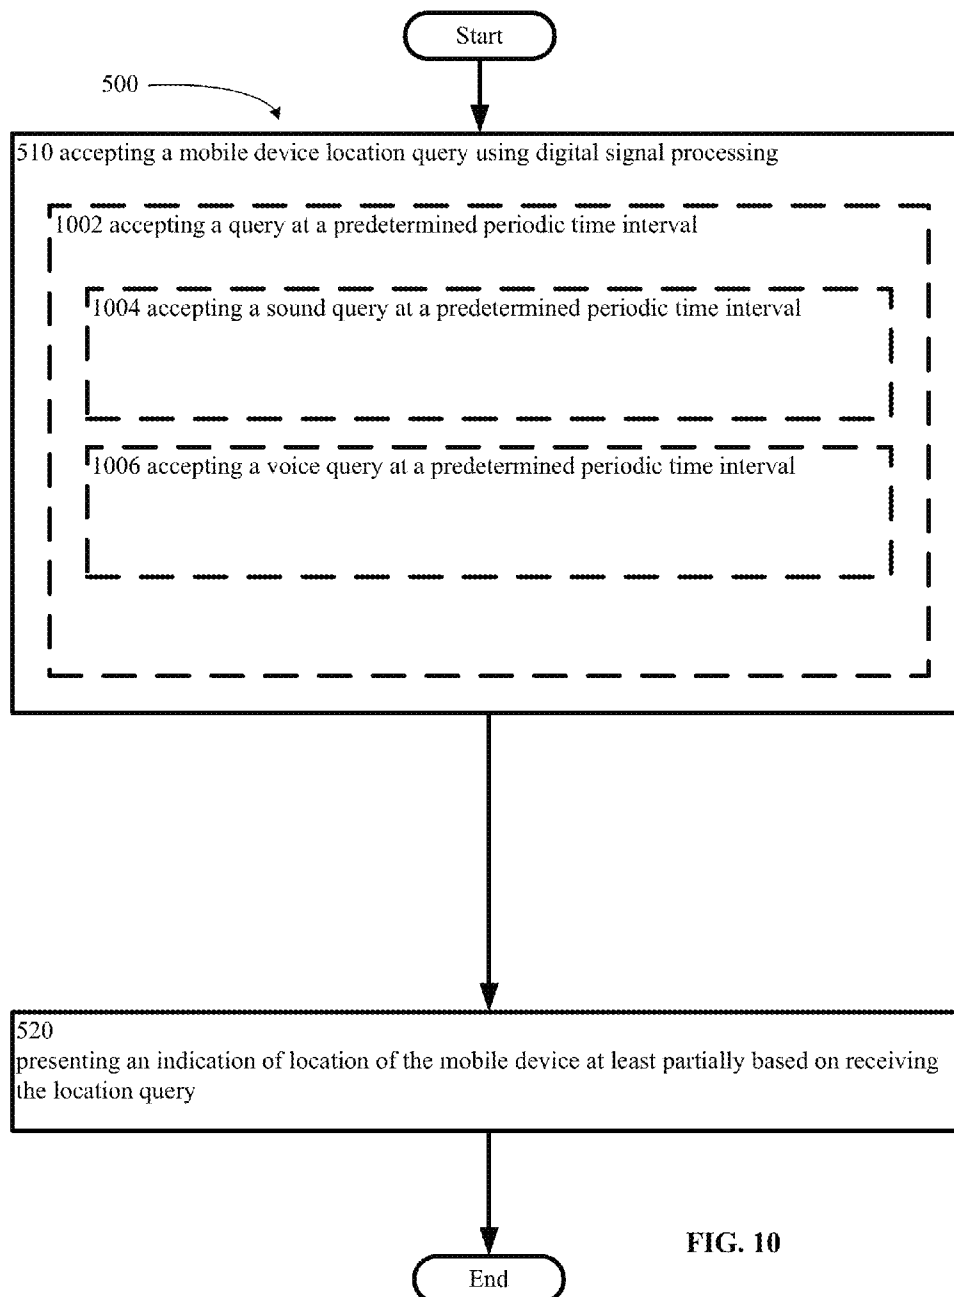 Start
500
510 accepting a mobile device location query using digital signal processing
1002 accepting a query at a predetermined periodic time interval
1004 accepting a sound query at a predetermined periodic time interval
1006 accepting a voice query at a predetermined periodic time interval
520
presenting an indication of location of the mobile device at least partially based on receiving
the location query
FIG. 10
End